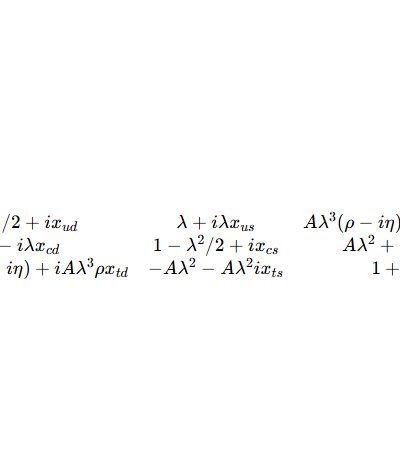 /2 + ix_{ud} λ + iλx_{us} Aλ^3(ρ − iη)
− iλx_{cd} 1 − λ^2/2 + ix_{cs} Aλ^2 +
iη) + iAλ^3ρx_{td} −Aλ^2 − Aλ^2ix_{ts} 1 +